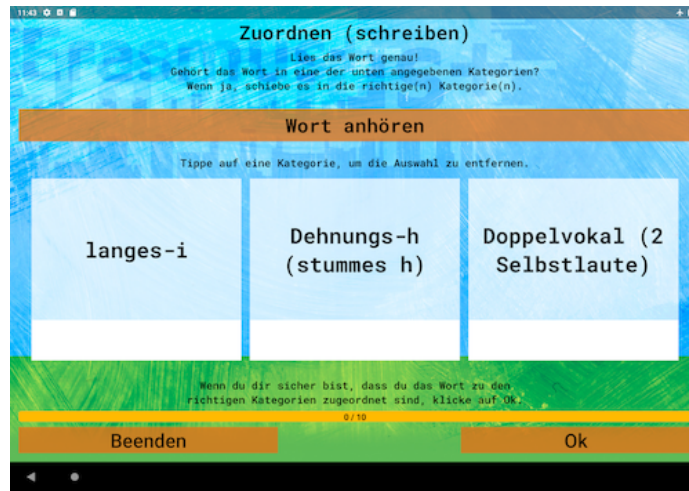 11:43
Zuordnen (schreiben)
Lies das Wort genau!
Gehört das Wort in eine der unten angegebenen Kategorien?
Wenn ja, schiebe es in die richtige(n) Kategorie(n).
Wort anhören
Tippe auf eine Kategorie, um die Auswahl zu entfernen.
langes-i
Dehnungs-h
(stummes h)
Doppelvokal (2
Selbstlaute)
Wenn du dir sicher bist, dass du das Wort zu den
richtigen Kategorien zugeordnet sind, klicke auf Ok.
0/10
Beenden
Ok